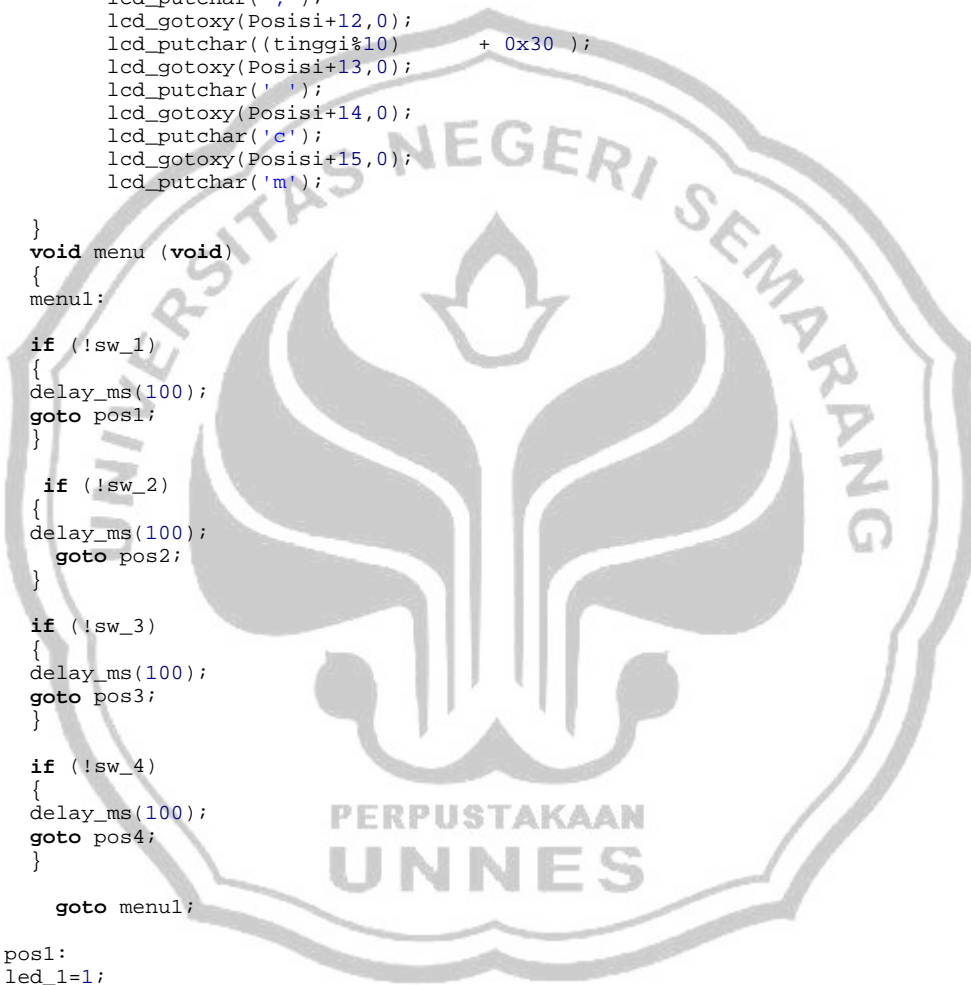 lcd_putchar(',');
lcd_gotoxy(Posisi+12,0);
lcd_putchar((tinggi%10) + 0x30 );
lcd_gotoxy(Posisi+13,0);
lcd_putchar(' ');
lcd_gotoxy(Posisi+14,0);
lcd_putchar('c');
lcd_gotoxy(Posisi+15,0);
lcd_putchar('m');
}
void menu (void)
{
menu1:
if (!sw_1)
{
delay_ms(100);
goto pos1;
}
if (!sw_2)
{
delay_ms(100);
goto pos2;
}
if (!sw_3)
{
delay_ms(100);
goto pos3;
}
if (!sw_4)
{
delay_ms(100);
goto pos4;
}
goto menu1;
pos1:
led_1=1;
UNIVERSITAS NEGERI SEMARANG
PERPUSTAKAAN
UNNES